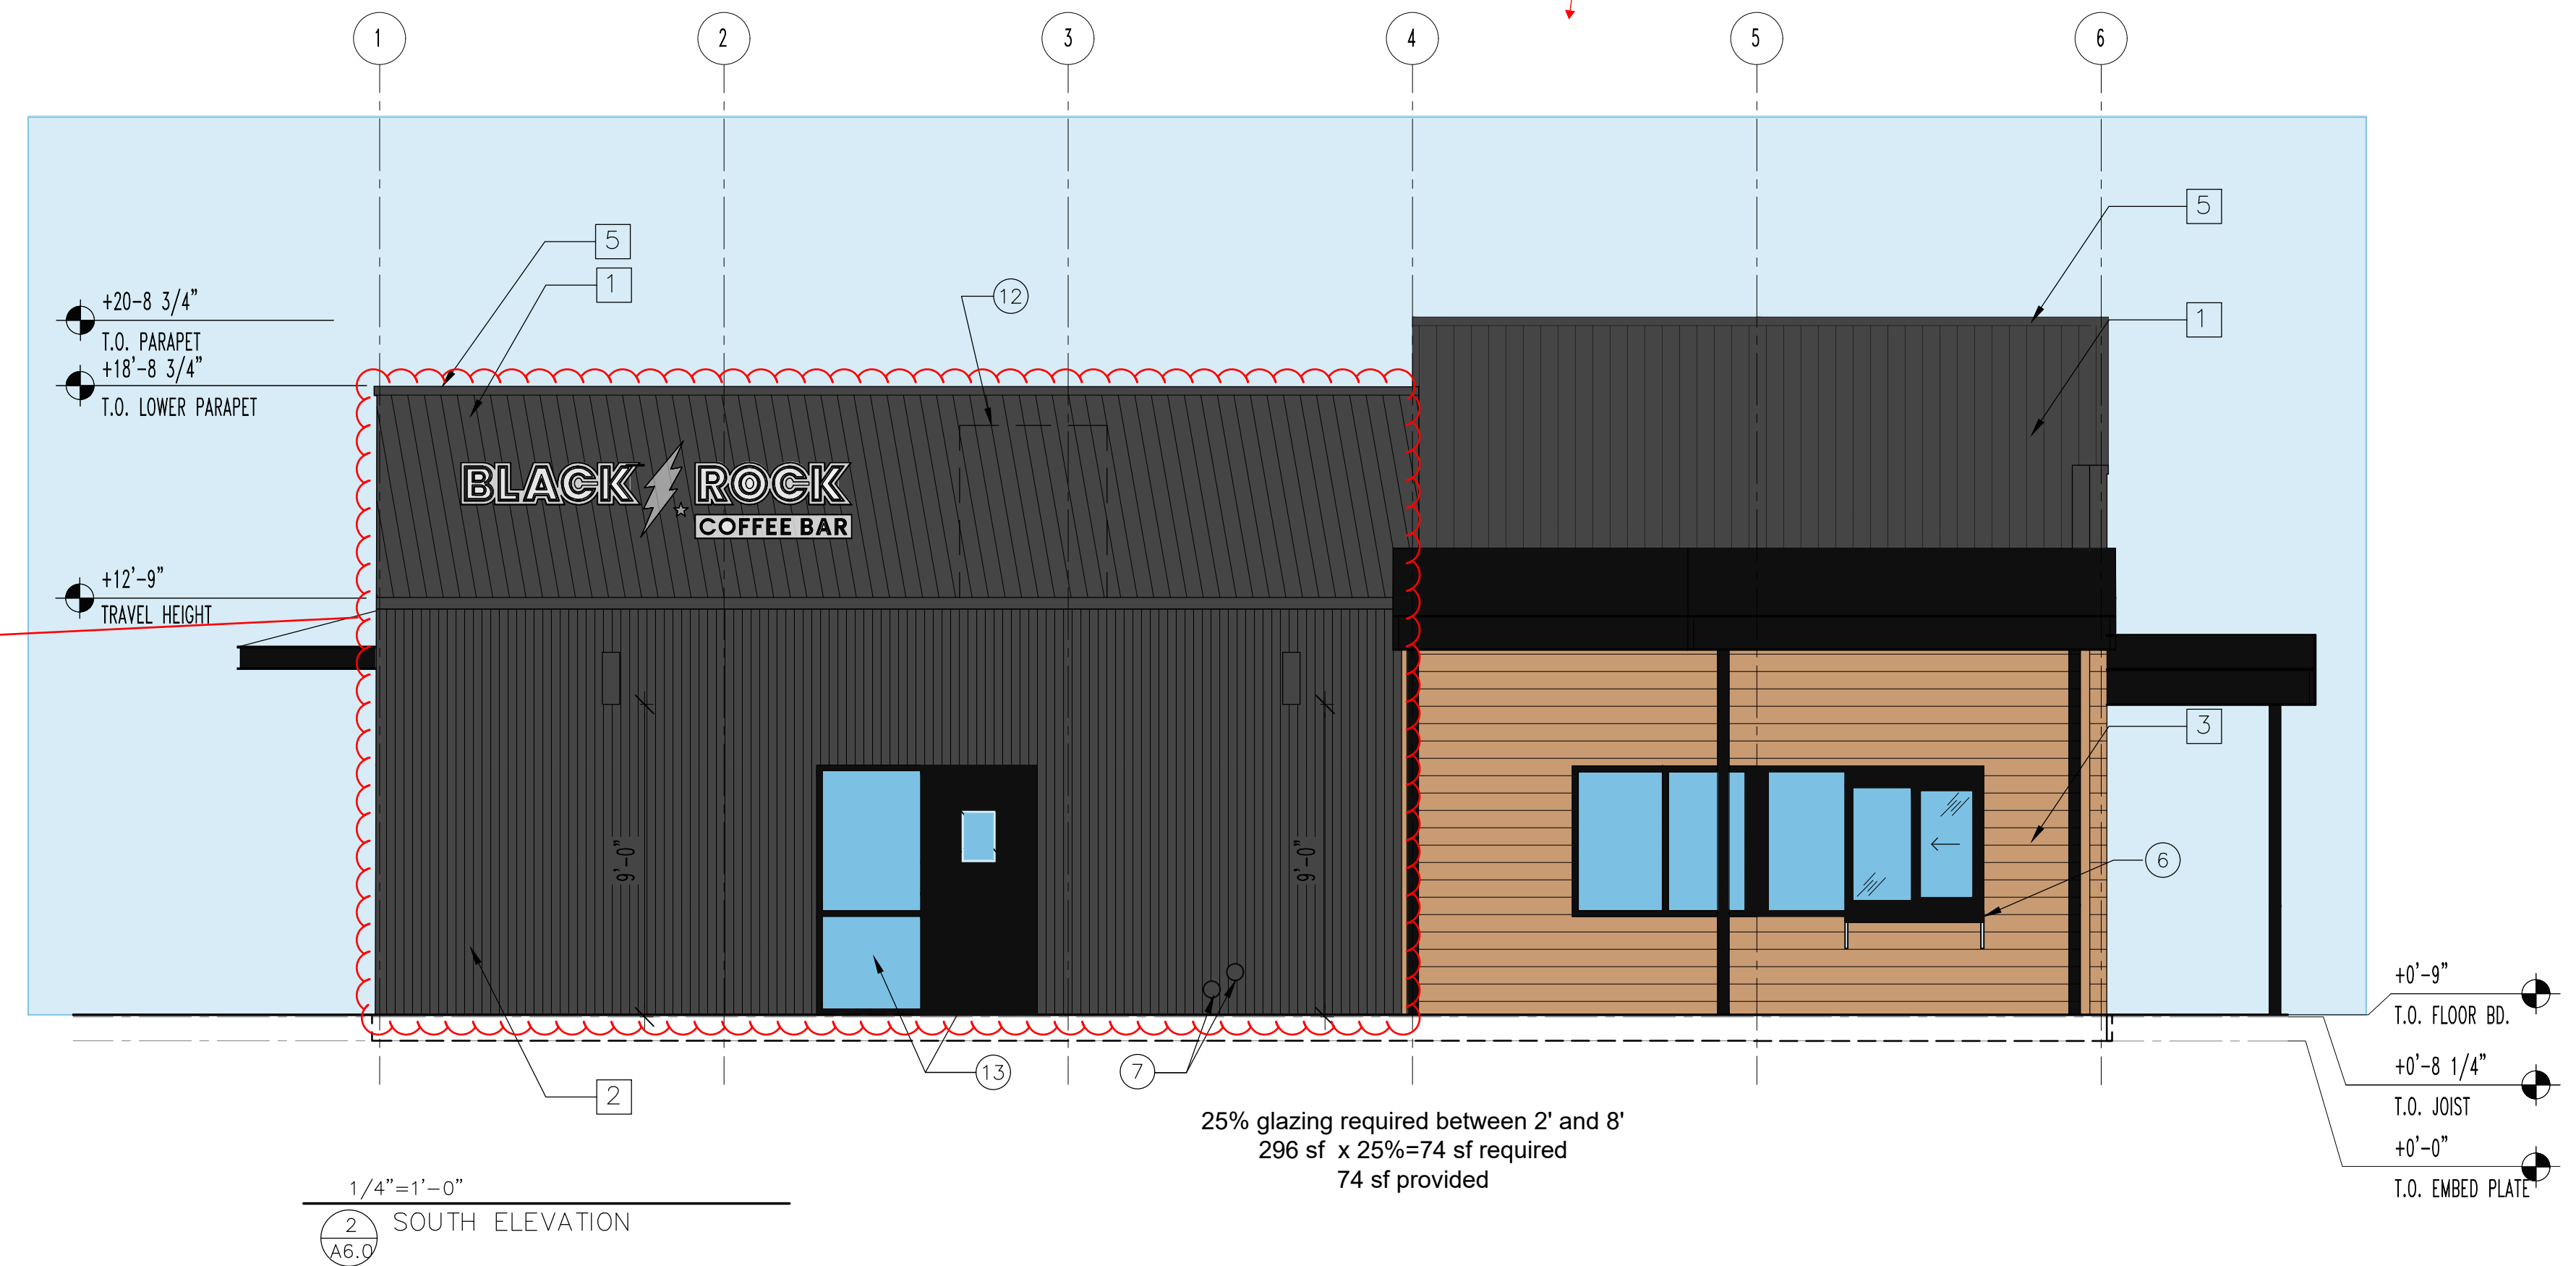 1 2 3 4 5 6
5
5
1
1
12
+20-8 3/4"
T.O. PARAPET
+18'-8 3/4"
T.O. LOWER PARAPET
BLACK ROCK
COFFEE BAR
+12'-9"
TRAVEL HEIGHT
3
9'-0"
9'-0"
6
+0'-9"
T.O. FLOOR BD.
13
7
2
+0'-8 1/4"
T.O. JOIST
25% glazing required between 2' and 8'
296 sf x 25%=74 sf required
74 sf provided
+0'-0"
T.O. EMBED PLATE
1/4"=1'-0"
2
SOUTH ELEVATION
A6.0